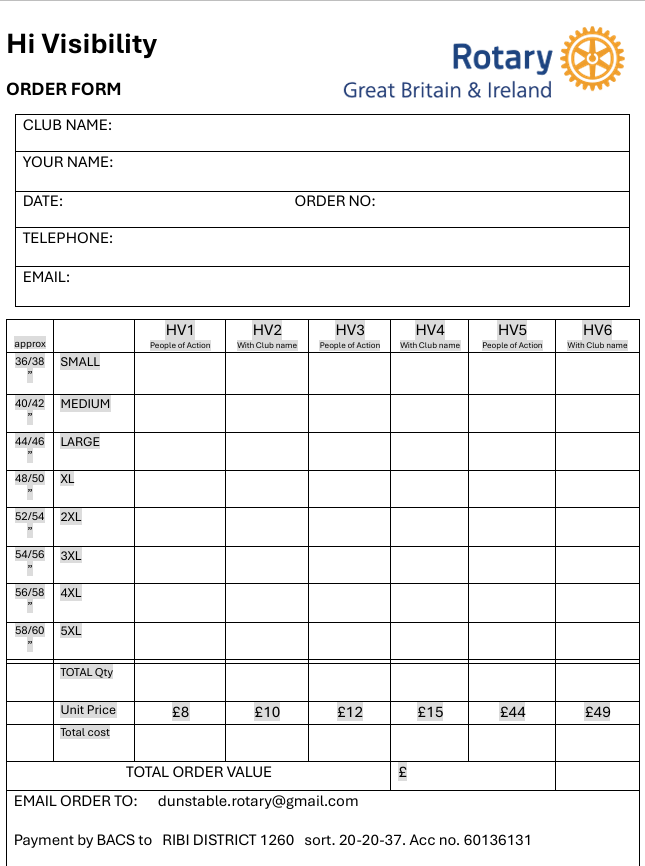 Hi Visibility
Rotary
Great Britain & Ireland
ORDER FORM
CLUB NAME:
YOUR NAME:
DATE: ORDER NO:
TELEPHONE:
EMAIL:
HV1 HV2 HV3 HV4 HV5 HV6
approx People of Action With Club name People of Action With Club name People of Action With Club name
36/38 SMALL
”
40/42 MEDIUM
”
44/46 LARGE
”
48/50 XL
”
52/54 2XL
”
54/56 3XL
”
56/58 4XL
”
58/60 5XL
”
TOTAL Qty
Unit Price £8 £10 £12 £15 £44 £49
Total cost
TOTAL ORDER VALUE £
EMAIL ORDER TO: dunstable.rotary@gmail.com
Payment by BACS to RIBI DISTRICT 1260 sort. 20-20-37. Acc no. 60136131